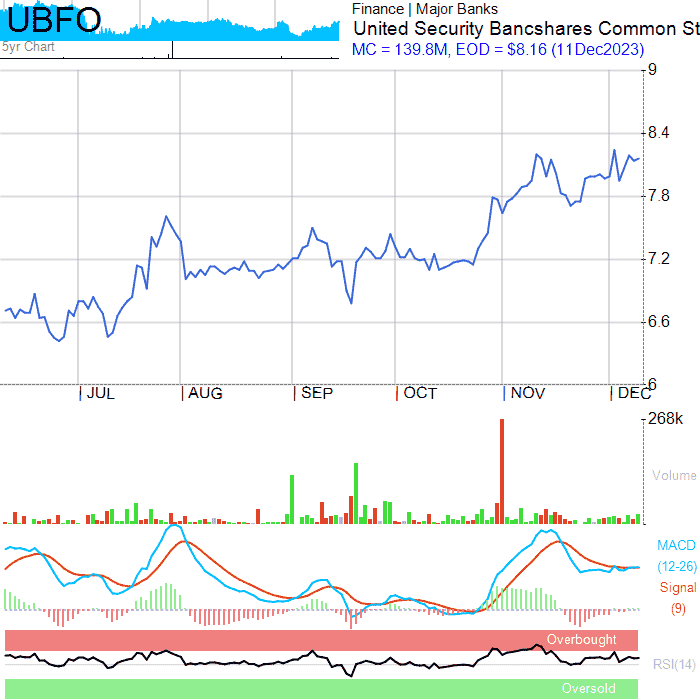 UBFO
5yr Chart
Finance | Major Banks
United Security Bancshares Common St
MC = 139.8M, EOD = $8.16 (11Dec2023)
9
8.4
7.8
7.2
6.6
6
JUL AUG SEP OCT NOV DEC
268k
Volume
MACD
(12-26)
Signal
(9)
Overbought
RSI(14)
Oversold